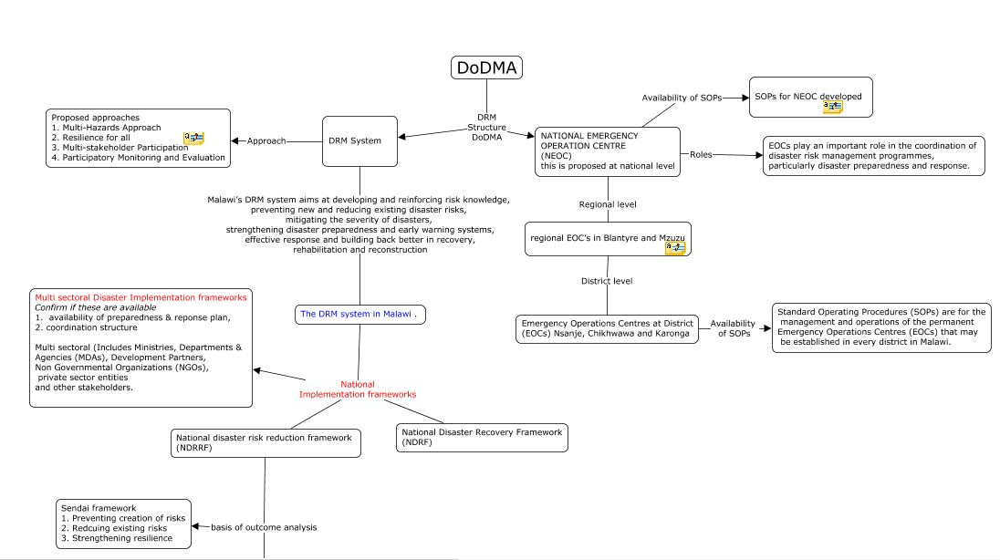 DoDMA
DRM
Structure
DoDMA
Availability of SOPs
SOPs for NEOC developed
Proposed approaches
1. Multi-Hazards Approach
2. Resilience for all
3. Multi-stakeholder Participation
4. Participatory Monitoring and Evaluation
Approach
DRM System
NATIONAL EMERGENCY
OPERATION CENTRE
(NEOC)
this is proposed at national level
Roles
EOCs play an important role in the coordination of
disaster risk management programmes,
particularly disaster preparedness and response.
Malawi's DRM system aims at developing and reinforcing risk knowledge,
preventing new and reducing existing disaster risks,
mitigating the severity of disasters,
strengthening disaster preparedness and early warning systems,
effective response and building back better in recovery,
rehabilitation and reconstruction
Regional level
regional EOC's in Blantyre and Mzuzu
District level
Emergency Operations Centres at District
(EOCs) Nsanje, Chikhwawa and Karonga
Availability
of SOPs
Standard Operating Procedures (SOPs) are for the
management and operations of the permanent
Emergency Operations Centres (EOCs) that may
be established in every district in Malawi.
The DRM system in Malawi .
Multi sectoral Disaster Implementation frameworks
Confirm if these are available
1. availability of preparedness & reponse plan,
2. coordination structure
Multi sectoral (Includes Ministries, Departments &
Agencies (MDAs), Development Partners,
Non Governmental Organizations (NGOs),
private sector entities
and other stakeholders.
National
Implementation frameworks
National disaster risk reduction framework
(NDRRF)
National Disaster Recovery Framework
(NDRF)
Sendai framework
1. Preventing creation of risks
2. Redcuing existing risks
3. Strengthening resilience
basis of outcome analysis